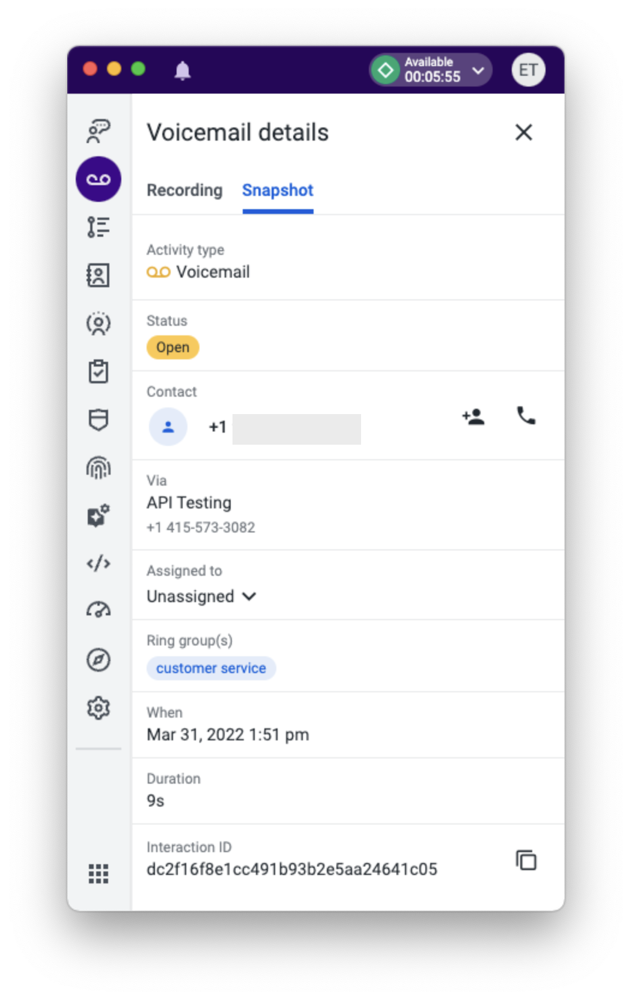 Available
00:05:55
ET
Voicemail details
Recording Snapshot
Activity type
Voicemail
Status
Open
Contact
+1
Via
API Testing
+1 415-573-3082
Assigned to
Unassigned
Ring group(s)
customer service
When
Mar 31, 2022 1:51 pm
Duration
9s
Interaction ID
dc2f16f8e1cc491b93b2e5aa24641c05